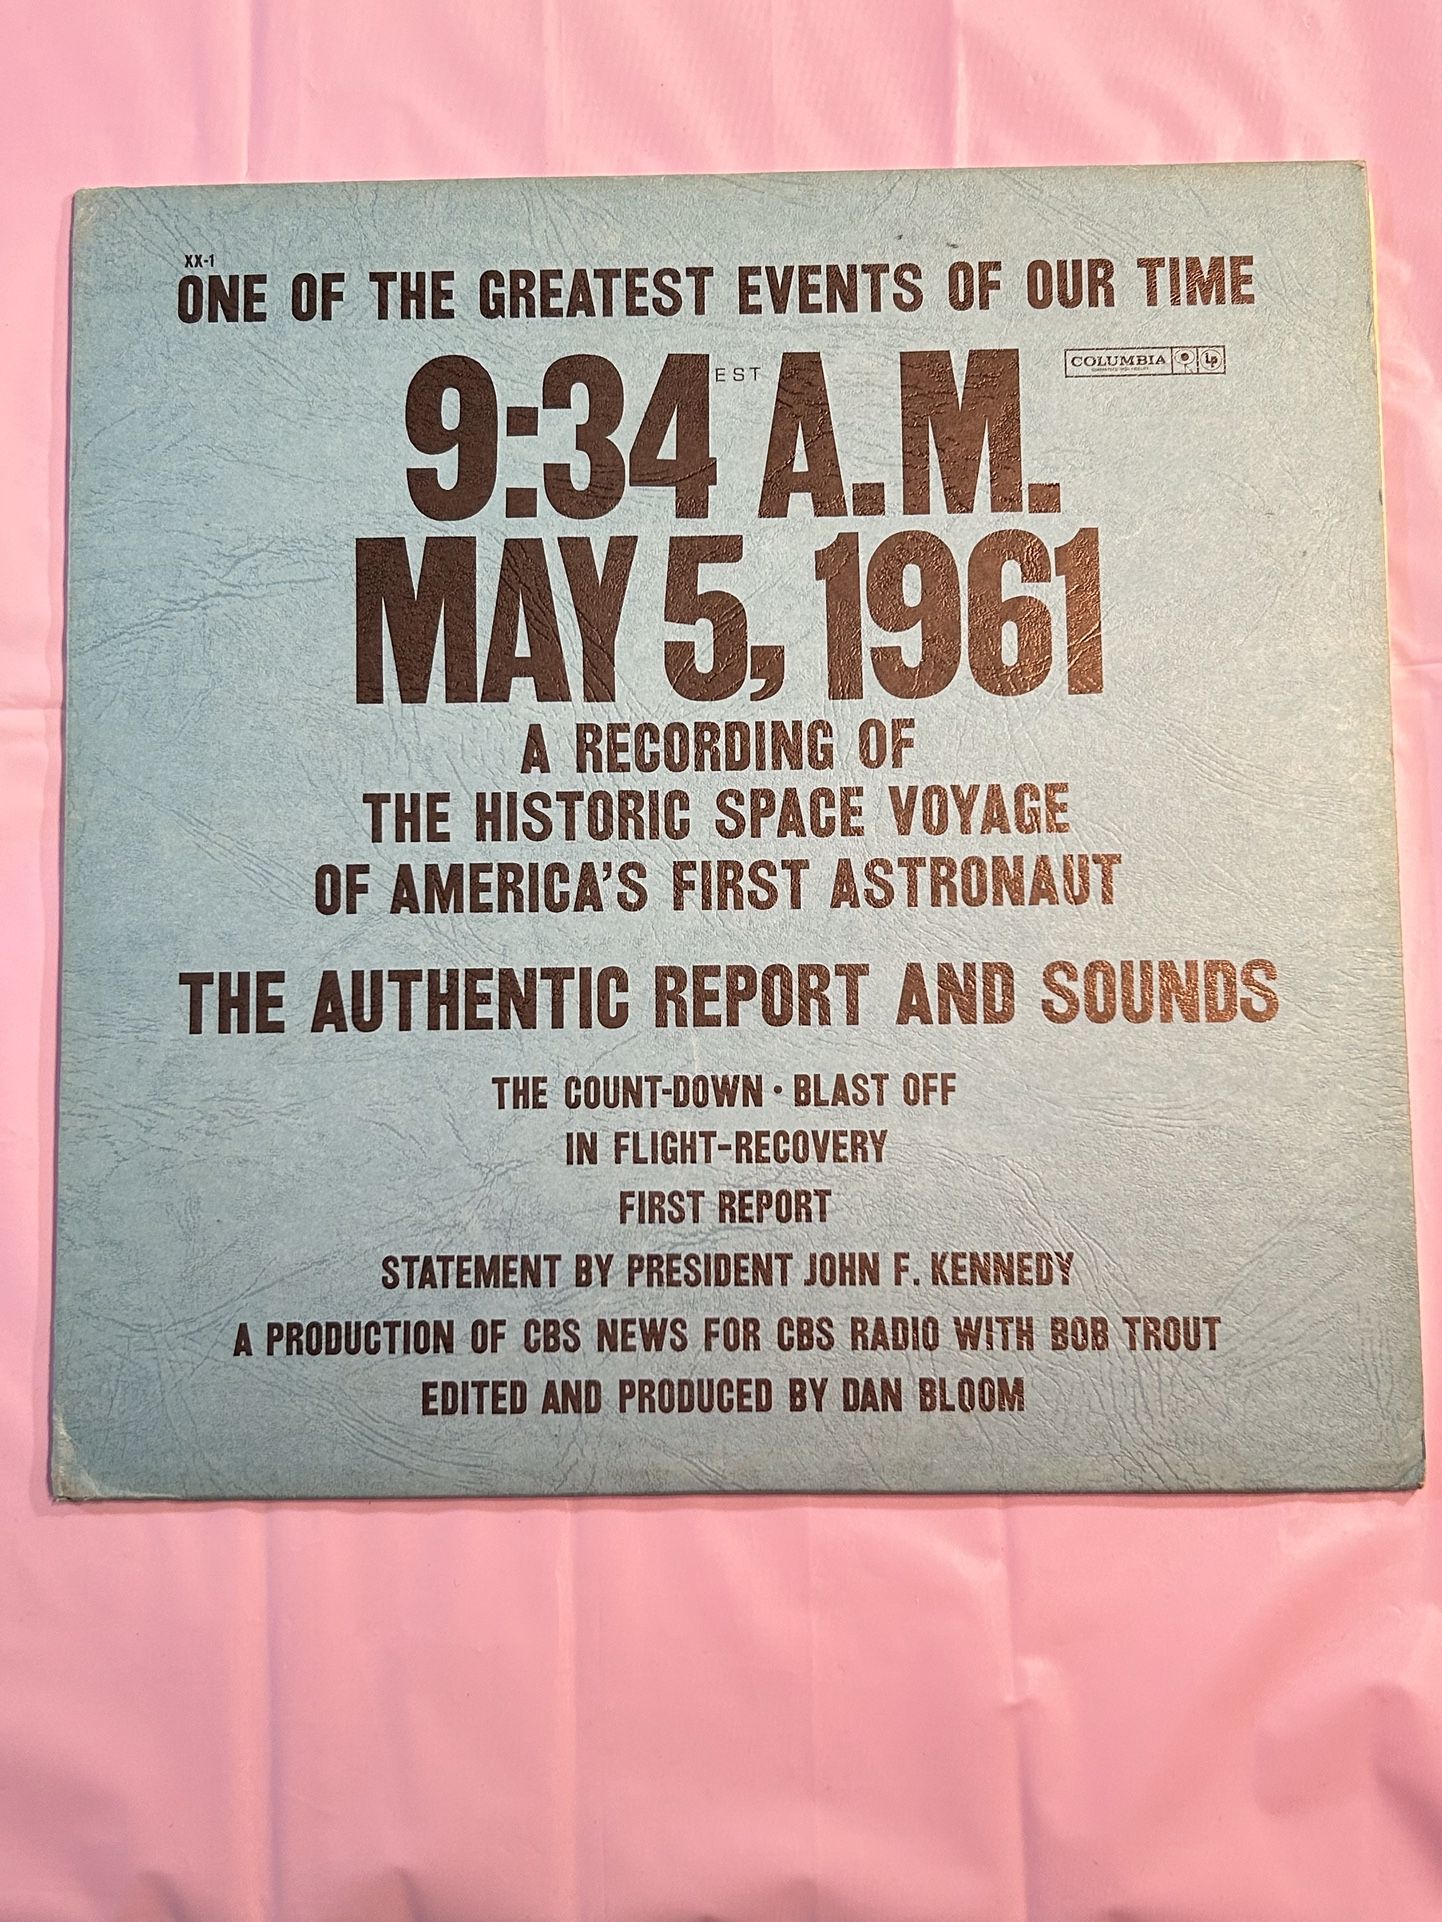 XX-1
ONE OF THE GREATEST EVENTS OF OUR TIME
COLUMBIA LP
9:34 EST A.M.
MAY 5, 1961
A RECORDING OF
THE HISTORIC SPACE VOYAGE
OF AMERICA'S FIRST ASTRONAUT
THE AUTHENTIC REPORT AND SOUNDS
THE COUNT-DOWN • BLAST OFF
IN FLIGHT-RECOVERY
FIRST REPORT
STATEMENT BY PRESIDENT JOHN F. KENNEDY
A PRODUCTION OF CBS NEWS FOR CBS RADIO WITH BOB TROUT
EDITED AND PRODUCED BY DAN BLOOM